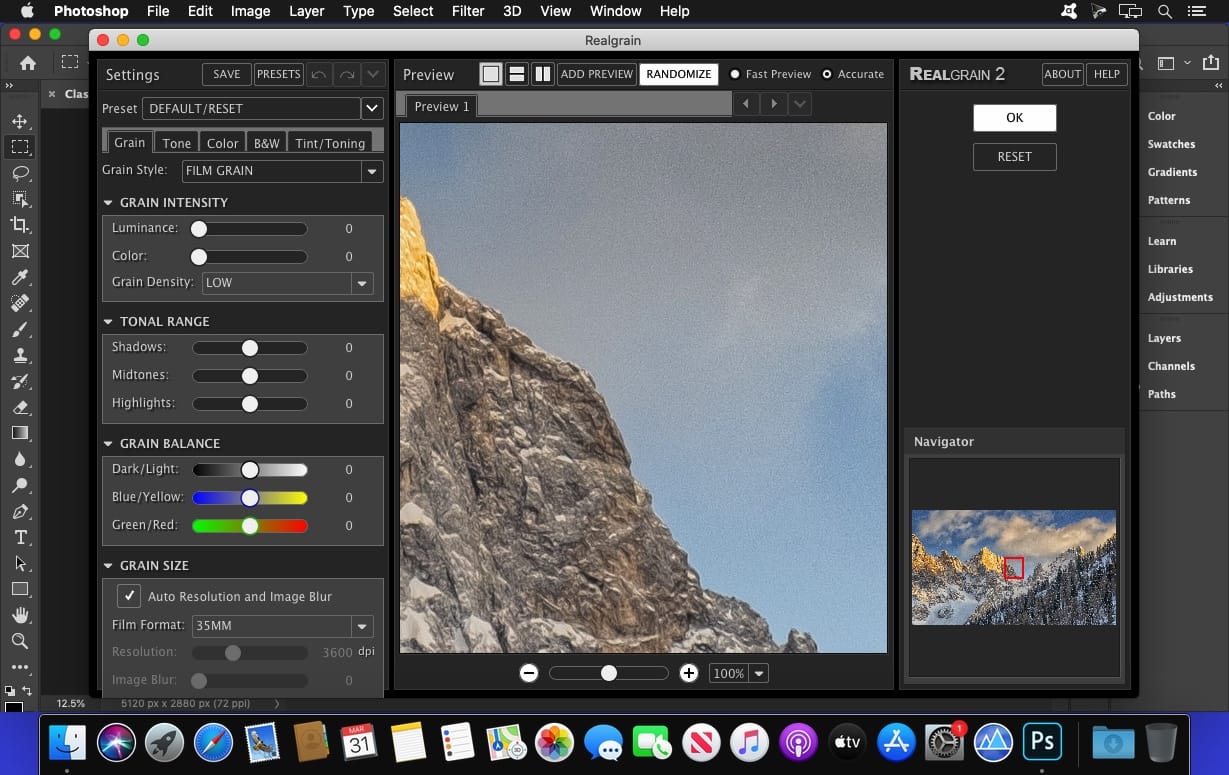 Photoshop File Edit Image Layer Type Select Filter 3D View Window Help
Realgrain
Settings SAVE PRESETS
Preset DEFAULT/RESET
Grain Tone Color B&W Tint/Toning
Grain Style: FILM GRAIN
GRAIN INTENSITY
Luminance: 0
Color: 0
Grain Density: LOW
TONAL RANGE
Shadows: 0
Midtones: 0
Highlights: 0
GRAIN BALANCE
Dark/Light: 0
Blue/Yellow: 0
Green/Red: 0
GRAIN SIZE
Auto Resolution and Image Blur
Film Format: 35MM
Resolution: 3600 dpi
Image Blur: 0
Preview ADD PREVIEW RANDOMIZE Fast Preview Accurate
Preview 1
100%
REALGRAIN 2 ABOUT HELP
OK
RESET
Navigator
Clas
Color
Swatches
Gradients
Patterns
Learn
Libraries
Adjustments
Layers
Channels
Paths
12.5% 5120 px x 2880 px (72 ppi)
MAR
31
3D
tv
1
Ps